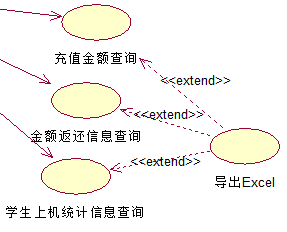 充值金额查询
<<extend>>
<<extend>>
金额返还信息查询
<<extend>>
导出Excel
学生上机统计信息查询